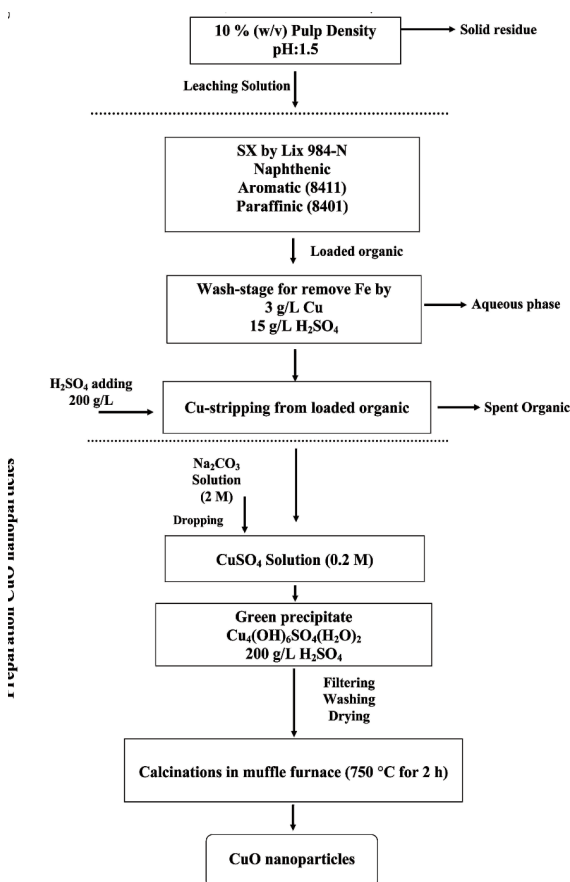 10 % (w/v) Pulp Density
pH:1.5
Solid residue
Leaching Solution
SX by Lix 984-N
Naphthenic
Aromatic (8411)
Paraffinic (8401)
Loaded organic
Wash-stage for remove Fe by
3 g/L Cu
15 g/L H₂SO₄
Aqueous phase
H₂SO₄ adding
200 g/L
Cu-stripping from loaded organic
Spent Organic
Na₂CO₃
Solution
(2 M)
Dropping
CuSO₄ Solution (0.2 M)
Green precipitate
Cu₄(OH)₆SO₄(H₂O)₂
200 g/L H₂SO₄
Filtering
Washing
Drying
Calcinations in muffle furnace (750 °C for 2 h)
CuO nanoparticles
Preparation CuO nanoparticles